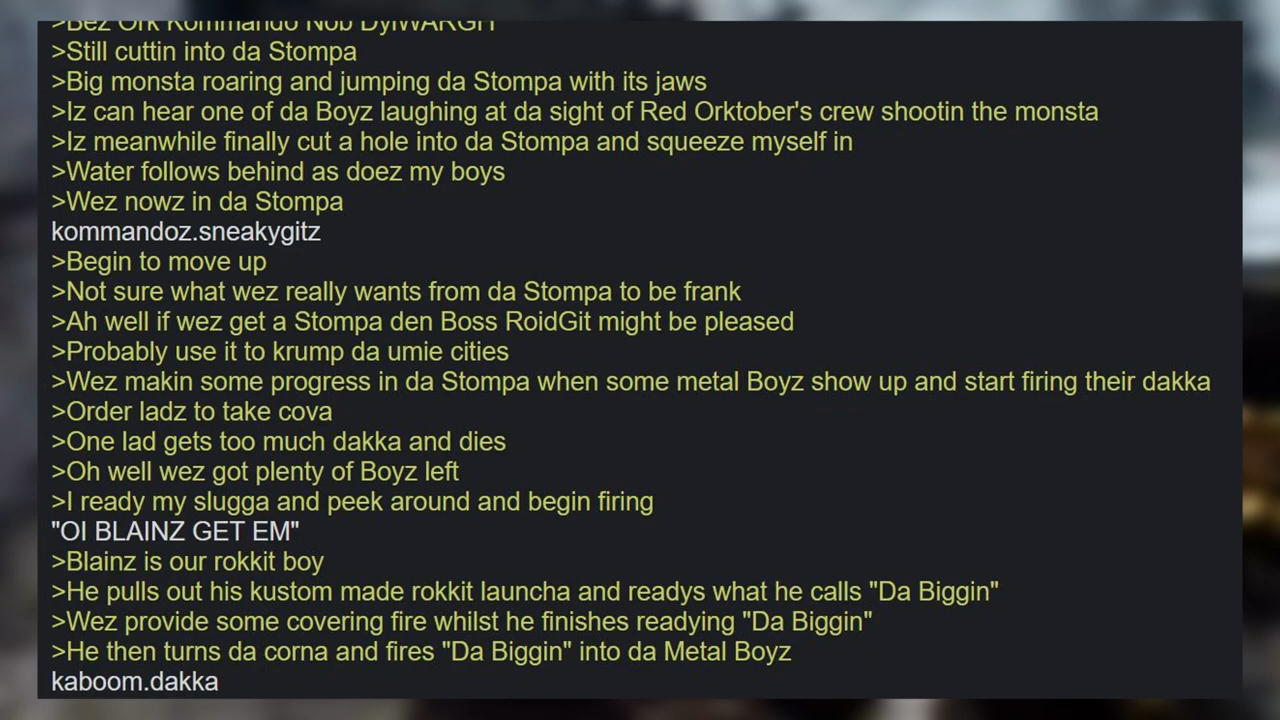 >Bez Ork Kommando Nob DylWARGH
>Still cuttin into da Stompa
>Big monsta roaring and jumping da Stompa with its jaws
>Iz can hear one of da Boyz laughing at da sight of Red Orktober's crew shootin the monsta
>Iz meanwhile finally cut a hole into da Stompa and squeeze myself in
>Water follows behind as doez my boys
>Wez nowz in da Stompa
kommandoz.sneakygitz
>Begin to move up
>Not sure what wez really wants from da Stompa to be frank
>Ah well if wez get a Stompa den Boss RoidGit might be pleased
>Probably use it to krump da umie cities
>Wez makin some progress in da Stompa when some metal Boyz show up and start firing their dakka
>Order ladz to take cova
>One lad gets too much dakka and dies
>Oh well wez got plenty of Boyz left
>I ready my slugga and peek around and begin firing
"OI BLAINZ GET EM"
>Blainz is our rokkit boy
>He pulls out his kustom made rokkit launcha and readys what he calls "Da Biggin"
>Wez provide some covering fire whilst he finishes readying "Da Biggin"
>He then turns da corna and fires "Da Biggin" into da Metal Boyz
kaboom.dakka